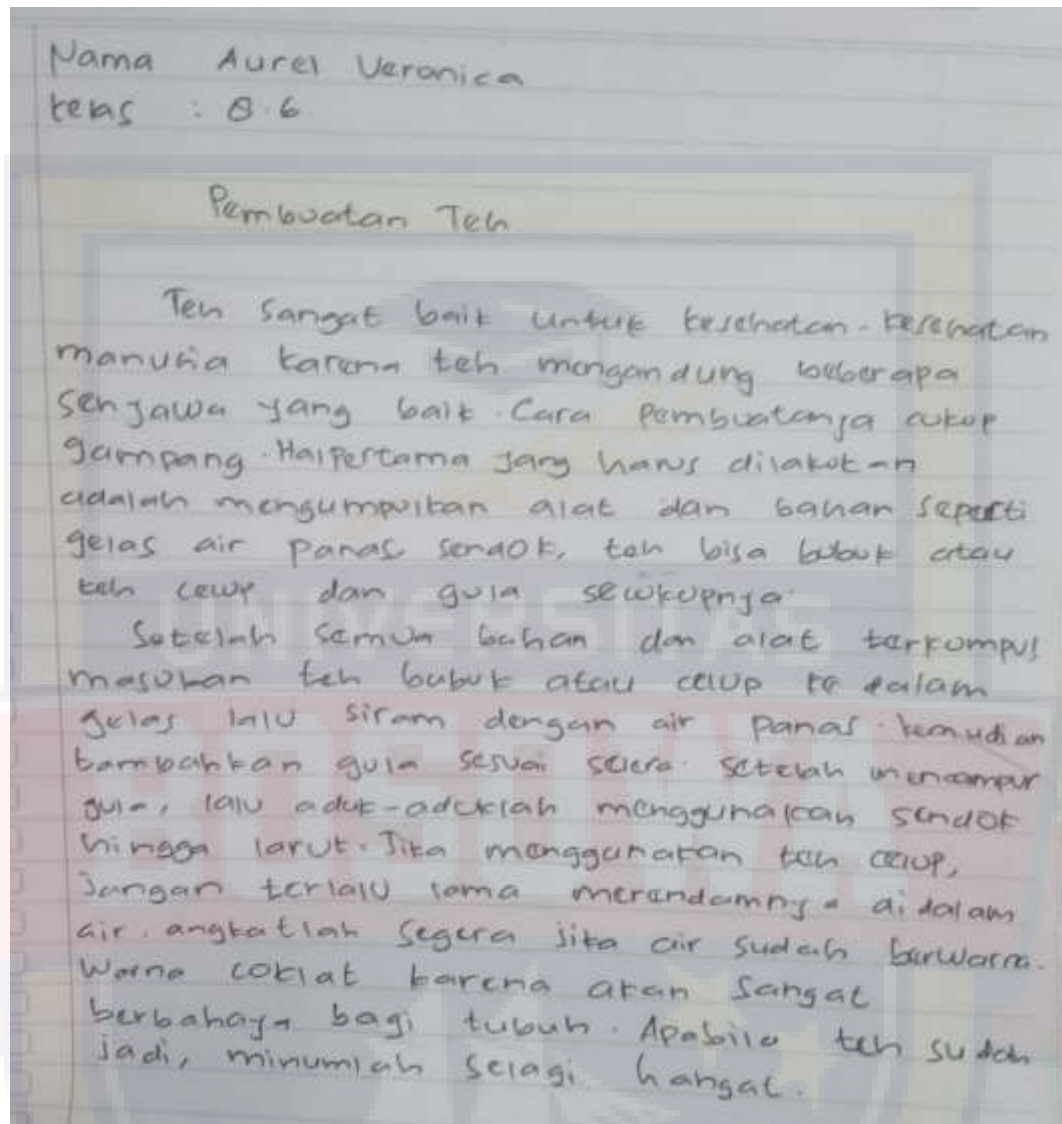 Nama Aurel Veronica
kelas : 8.6
Pembuatan Teh
Teh sangat baik untuk kesehatan-kesehatan
manusia karena teh mengandung beberapa
senjawa yang baik. Cara Pembuatannya cukup
gampang. Hal pertama yang harus dilakukan
adalah mengumpulkan alat dan bahan seperti
gelas air panas sendok, teh bisa bubuk atau
teh celup dan gula secukupnya.
Setelah semua bahan dan alat terkumpul
masukan teh bubuk atau celup ke dalam
gelas lalu siram dengan air panas. kemudian
tambahkan gula sesuai selera. setelah mencampur
gula, lalu aduk-aduklah menggunakan sendok
hingga larut. Jika menggunakan teh celup,
Jangan terlalu lama merendamnya didalam
air. angkatlah segera jika air sudah berwarna-
warna coklat karena akan sangat
berbahaya bagi tubuh. Apabila teh sudah
jadi, minumlah selagi hangat.
UNIVERSITAS
BOSOWA